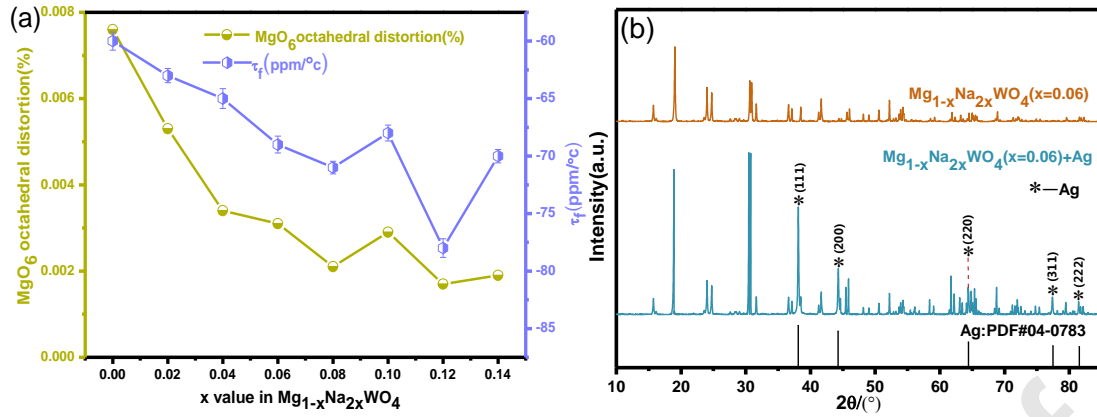 (a)
MgO6 octahedral distortion(%)
τf(ppm/°c)
0.008
0.006
0.004
0.002
0.000
MgO6 octahedral distortion(%)
-60
-65
-70
-75
-80
-85
τf(ppm/°c)
0.00 0.02 0.04 0.06 0.08 0.10 0.12 0.14
x value in Mg1-xNa2xWO4
(b)
Mg1-xNa2xWO4(x=0.06)
Mg1-xNa2xWO4(x=0.06)+Ag
*—Ag
*(111)
*(200)
*(220)
*(311)
*(222)
Ag:PDF#04-0783
Intensity(a.u.)
10 20 30 40 50 60 70 80
2θ/(°)